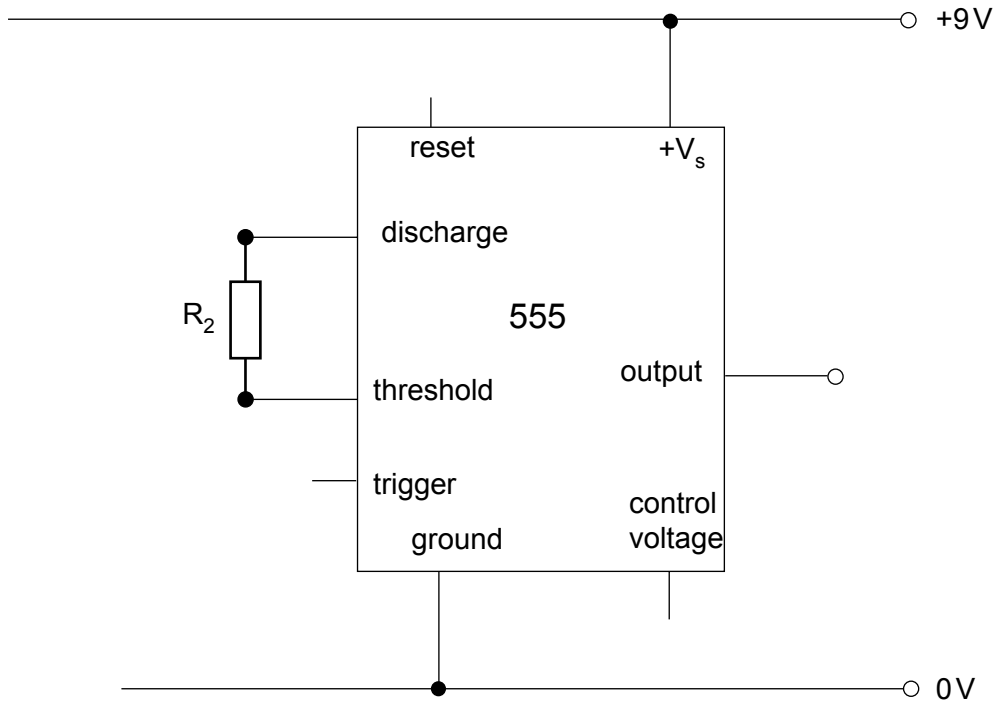 +9V
reset
+Vs
discharge
R2
555
output
threshold
trigger
control
voltage
ground
0V